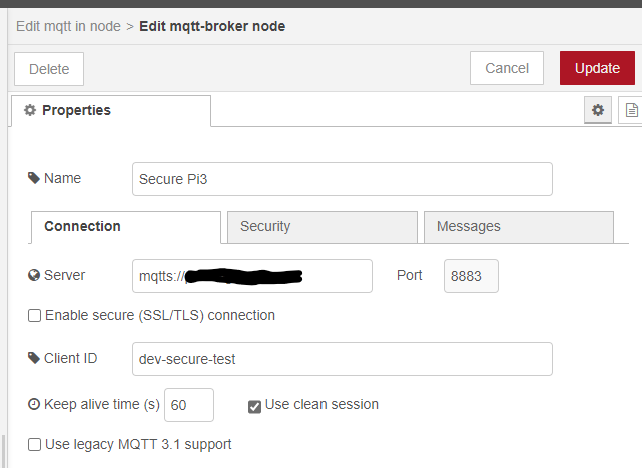 Edit mqtt in node > Edit mqtt-broker node
Delete
Cancel
Update
Properties
Name
Secure Pi3
Connection
Security
Messages
Server
mqtts://
Port
8883
Enable secure (SSL/TLS) connection
Client ID
dev-secure-test
Keep alive time (s)
60
Use clean session
Use legacy MQTT 3.1 support